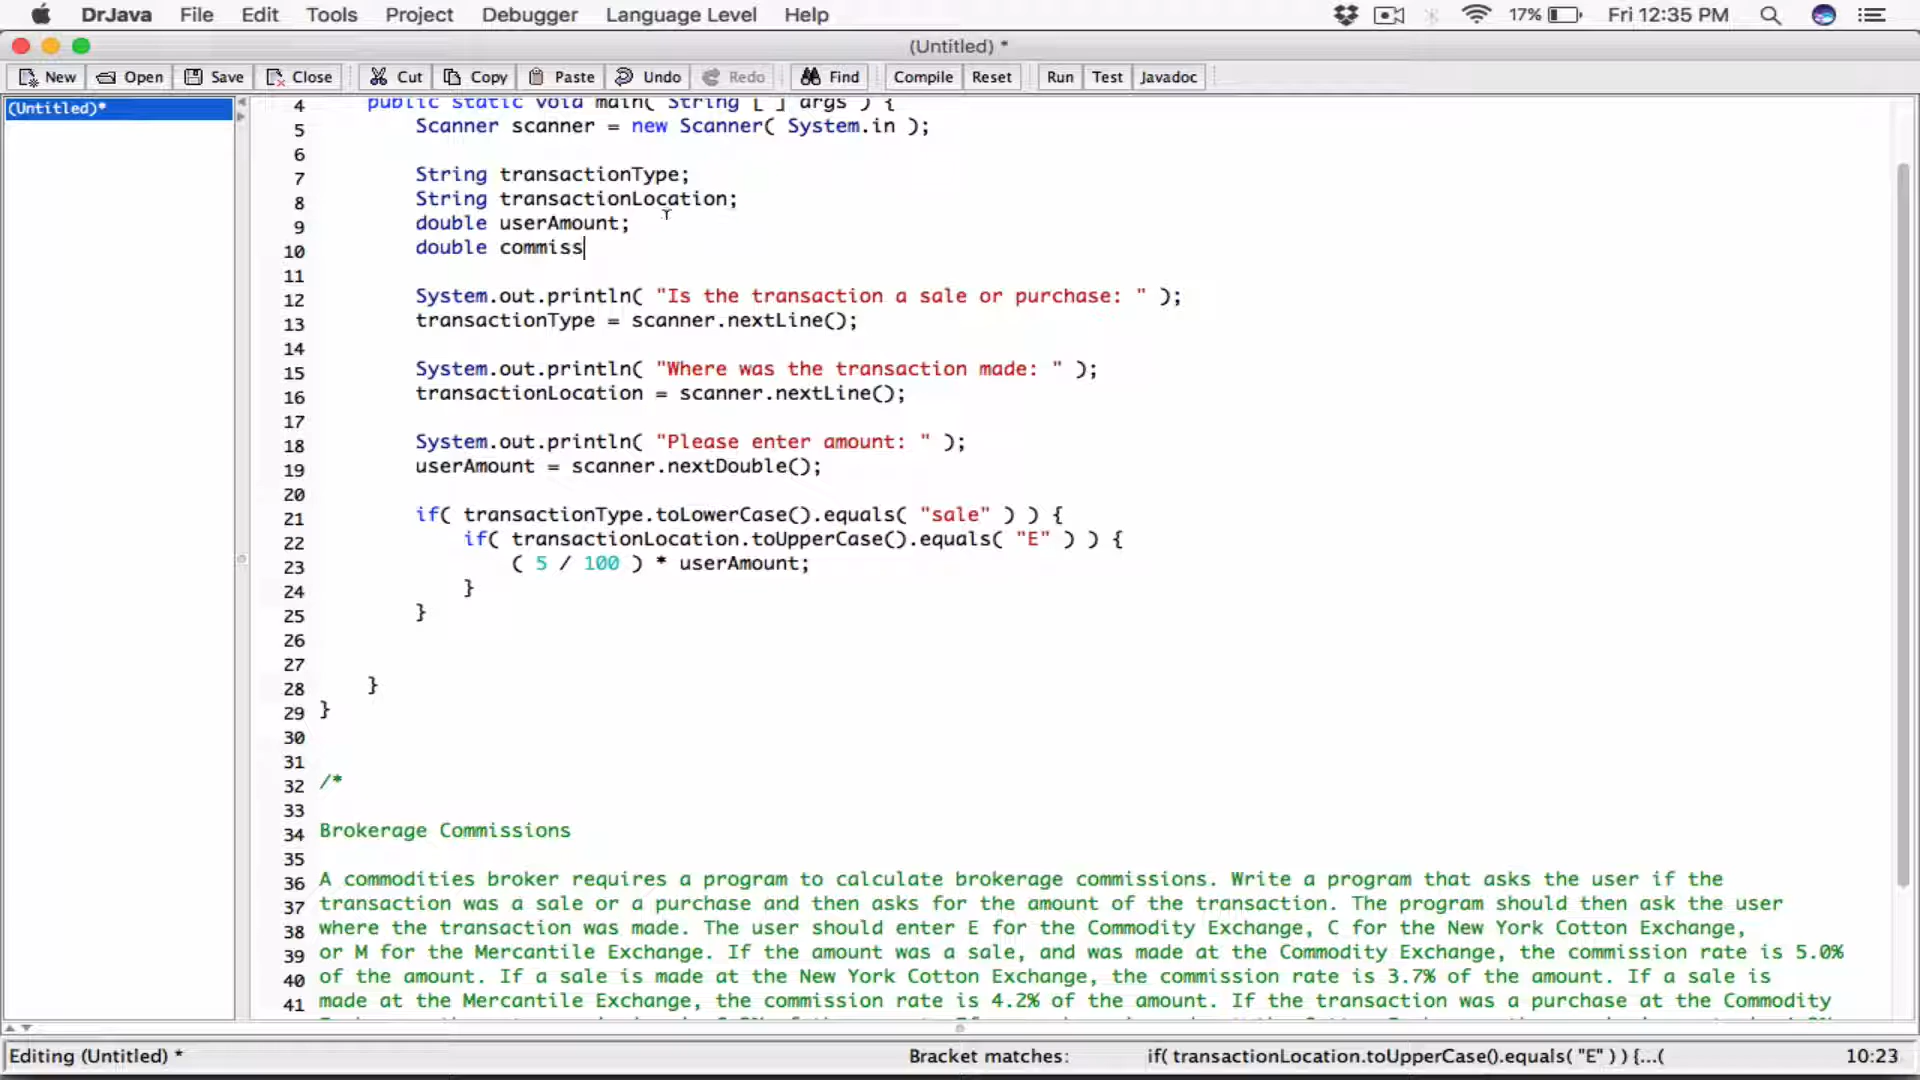 DrJava File Edit Tools Project Debugger Language Level Help 17% Fri 12:35 PM
(Untitled) *
New Open Save Close Cut Copy Paste Undo Redo Find Compile Reset Run Test Javadoc
(Untitled)*
4 public static void main( String [ ] args ) {
5 Scanner scanner = new Scanner( System.in );
6
7 String transactionType;
8 String transactionLocation;
9 double userAmount;
10 double commiss
11
12 System.out.println( "Is the transaction a sale or purchase: " );
13 transactionType = scanner.nextLine();
14
15 System.out.println( "Where was the transaction made: " );
16 transactionLocation = scanner.nextLine();
17
18 System.out.println( "Please enter amount: " );
19 userAmount = scanner.nextDouble();
20
21 if( transactionType.toLowerCase().equals( "sale" ) ) {
22 if( transactionLocation.toUpperCase().equals( "E" ) ) {
23 ( 5 / 100 ) * userAmount;
24 }
25 }
26
27
28 }
29 }
30
31
32 /*
33
34 Brokerage Commissions
35
36 A commodities broker requires a program to calculate brokerage commissions. Write a program that asks the user if the
37 transaction was a sale or a purchase and then asks for the amount of the transaction. The program should then ask the user
38 where the transaction was made. The user should enter E for the Commodity Exchange, C for the New York Cotton Exchange,
39 or M for the Mercantile Exchange. If the amount was a sale, and was made at the Commodity Exchange, the commission rate is 5.0%
40 of the amount. If a sale is made at the New York Cotton Exchange, the commission rate is 3.7% of the amount. If a sale is
41 made at the Mercantile Exchange, the commission rate is 4.2% of the amount. If the transaction was a purchase at the Commodity
Editing (Untitled) * Bracket matches: if( transactionLocation.toUpperCase().equals( "E" ) ) {...( 10:23